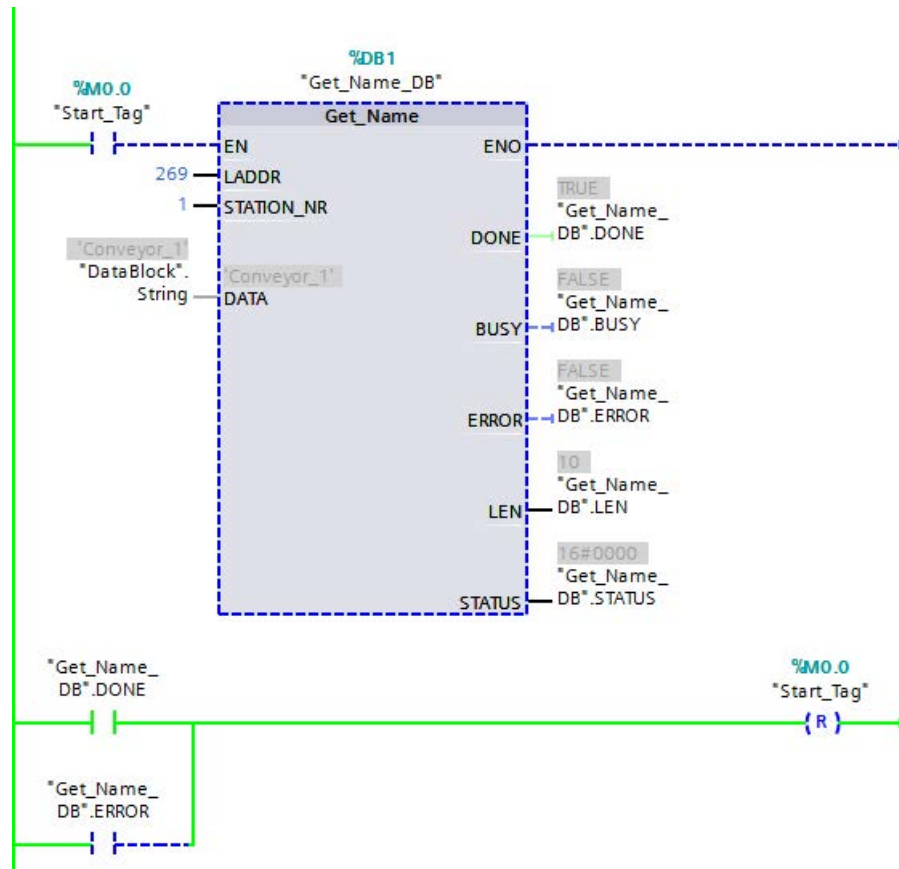 %DB1
"Get_Name_DB"
%M0.0
"Start_Tag"
Get_Name
EN
ENO
269
LADDR
1
STATION_NR
TRUE
"Get_Name_
DB".DONE
DONE
'Conveyor_1'
"DataBlock".
String
'Conveyor_1'
DATA
FALSE
"Get_Name_
DB".BUSY
BUSY
FALSE
"Get_Name_
DB".ERROR
ERROR
10
"Get_Name_
DB".LEN
LEN
16#0000
"Get_Name_
DB".STATUS
STATUS
"Get_Name_
DB".DONE
%M0.0
"Start_Tag"
( R )
"Get_Name_
DB".ERROR